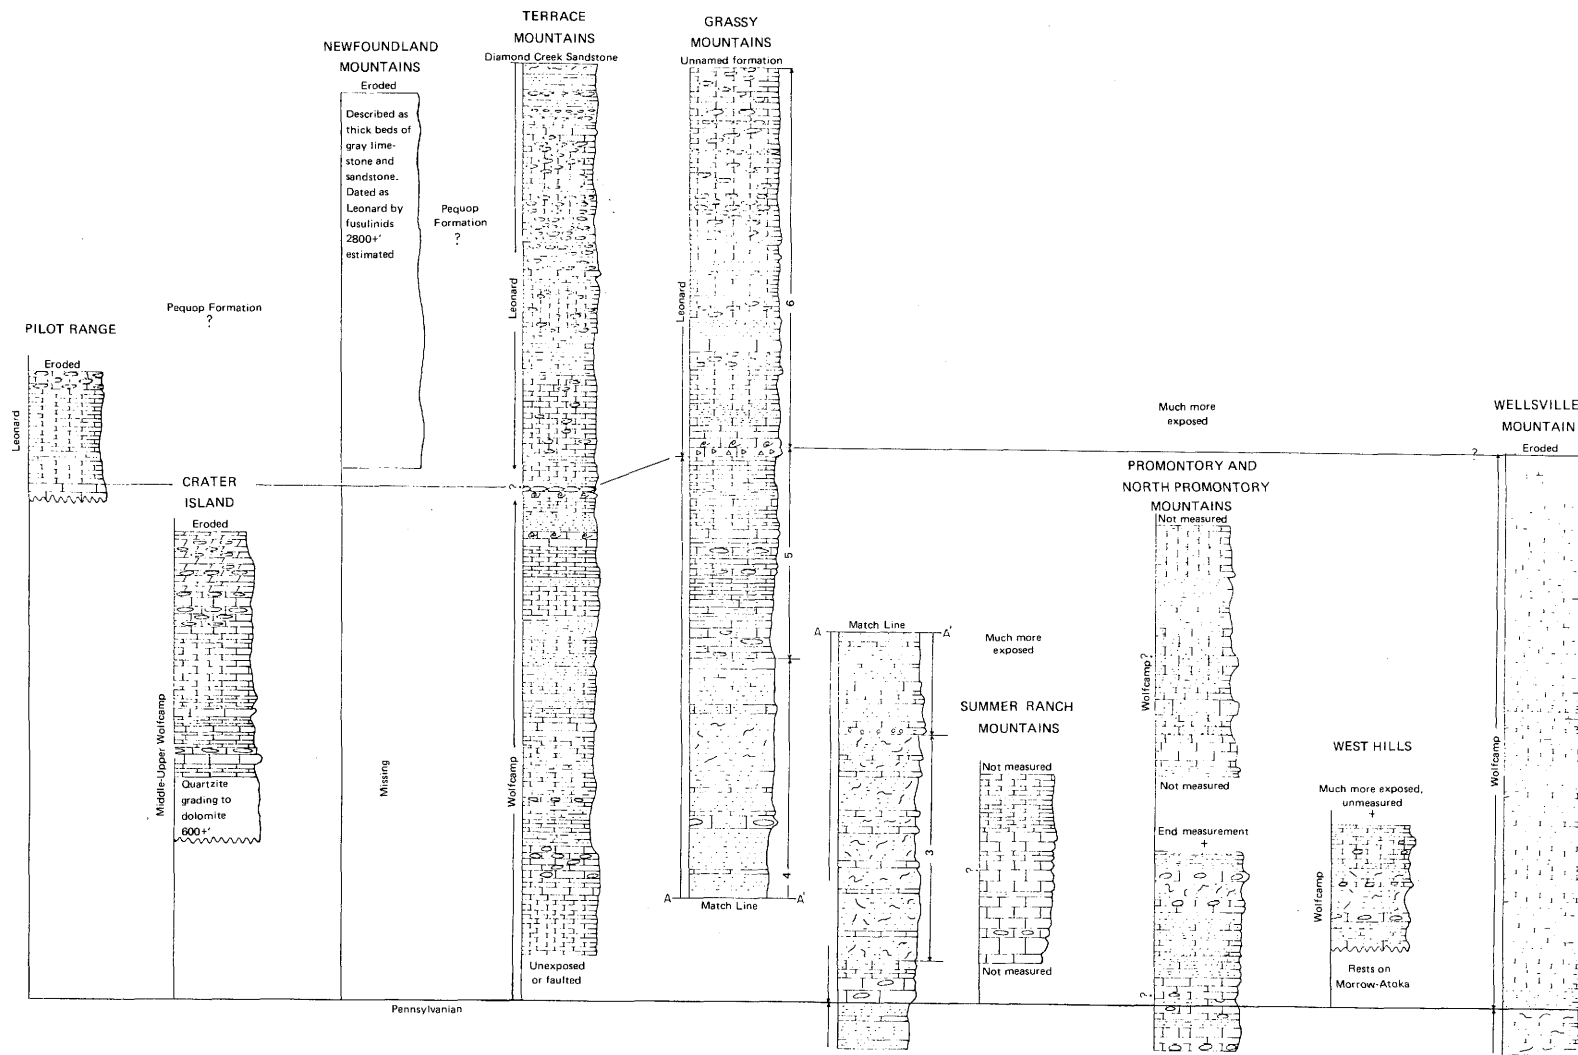 TERRACE
MOUNTAINS
Diamond Creek Sandstone
GRASSY
MOUNTAINS
Unnamed formation
NEWFOUNDLAND
MOUNTAINS
Eroded
Described as
thick beds of
gray lime-
stone and
sandstone.
Dated as
Leonard by
fusulinids
2800+'
estimated
Pequop
Formation
?
Pequop Formation
?
PILOT RANGE
Eroded
Leonard
Leonard
Leonard
6
CRATER
ISLAND
Eroded
Middle-Upper Wolfcamp
Quartzite
grading to
dolomite
600+'
Missing
?
Wolfcamp
Unexposed
or faulted
5
4
A
Match Line
A'
A
Match Line
A'
3
Much more
exposed
SUMMER RANCH
MOUNTAINS
Not measured
?
Not measured
Much more
exposed
PROMONTORY AND
NORTH PROMONTORY
MOUNTAINS
Not measured
Wolfcamp?
Not measured
End measurement
+
?
WEST HILLS
Much more exposed,
unmeasured
+
Wolfcamp
Rests on
Morrow-Atoka
WELLSVILLE
MOUNTAIN
Eroded
?
Wolfcamp
Pennsylvanian